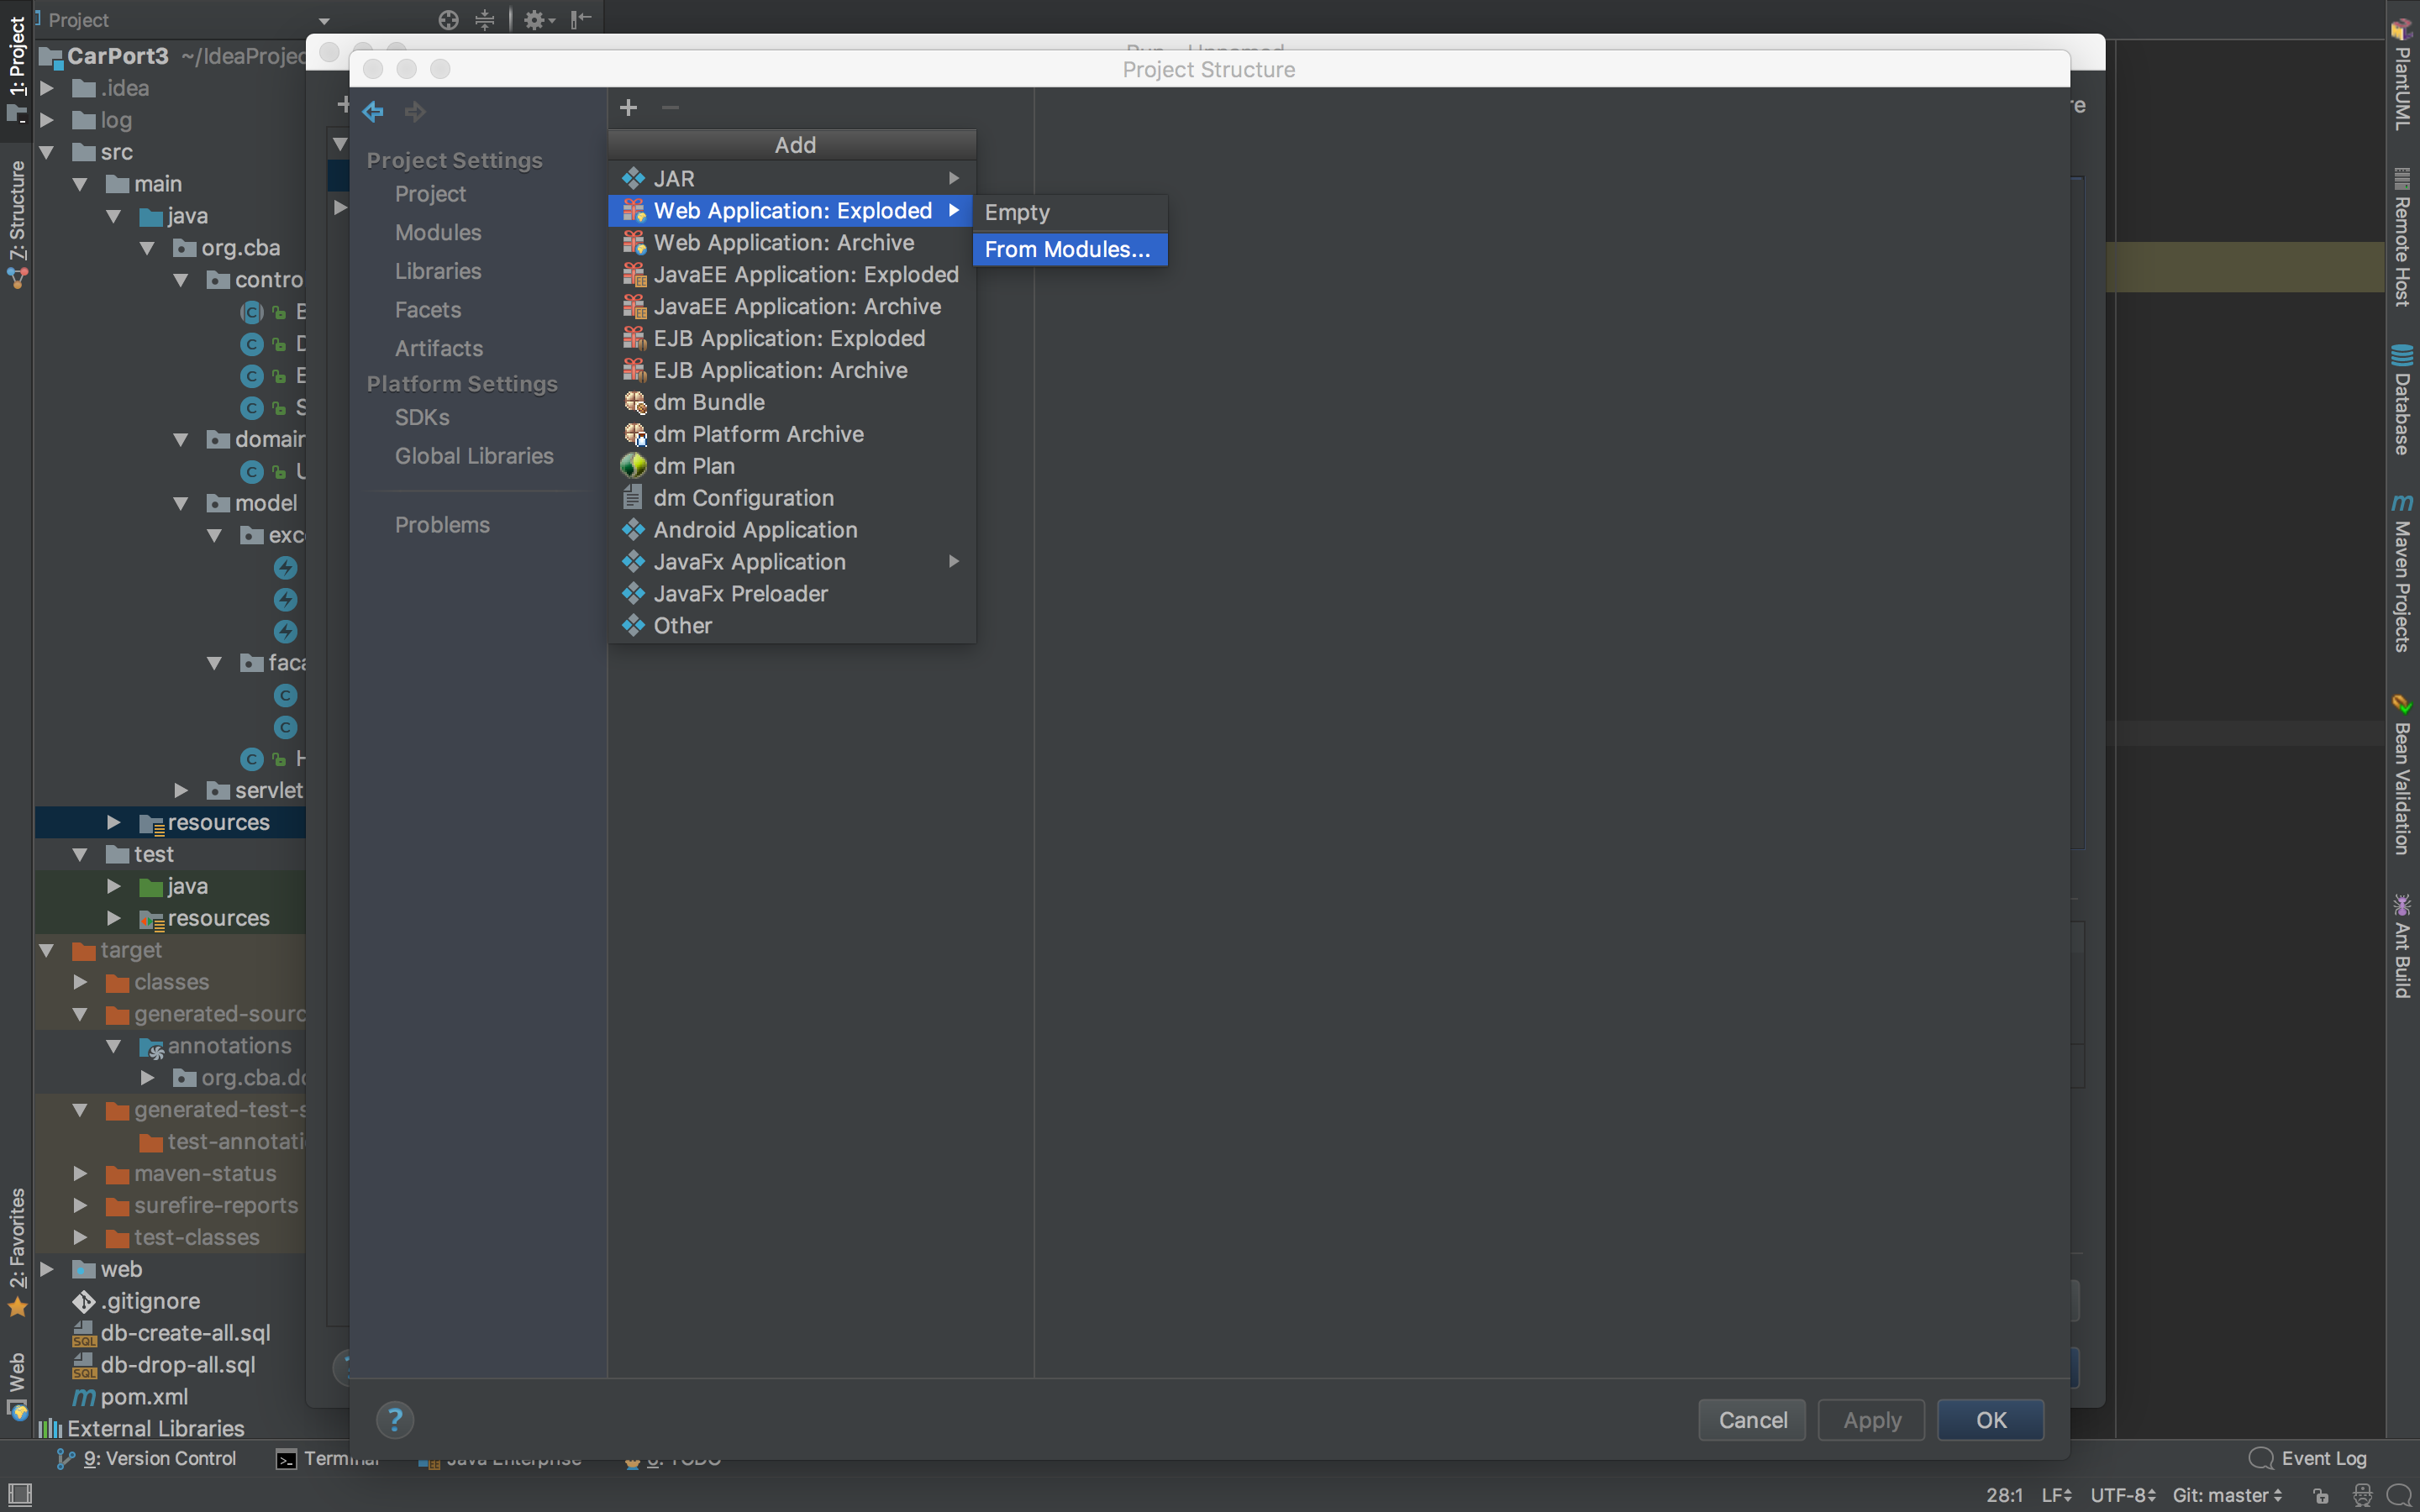 Project
CarPort3 ~/IdeaProjec
.idea
log
src
main
java
org.cba
contro
B
D
E
S
domair
U
model
exc
faca
H
servlet
resources
test
java
resources
target
classes
generated-sourc
annotations
org.cba.do
generated-test-s
test-annotati
maven-status
surefire-reports
test-classes
web
.gitignore
db-create-all.sql
db-drop-all.sql
pom.xml
External Libraries
1: Project
7: Structure
2: Favorites
Web
Project Structure
Project Settings
Project
Modules
Libraries
Facets
Artifacts
Platform Settings
SDKs
Global Libraries
Problems
Add
JAR
Web Application: Exploded
Web Application: Archive
JavaEE Application: Exploded
JavaEE Application: Archive
EJB Application: Exploded
EJB Application: Archive
dm Bundle
dm Platform Archive
dm Plan
dm Configuration
Android Application
JavaFx Application
JavaFx Preloader
Other
Empty
From Modules...
?
Cancel
Apply
OK
re
PlantUML
Remote Host
Database
Maven Projects
Bean Validation
Ant Build
9: Version Control
Terminal
Java Enterprise
6: TODO
Event Log
28:1 LF UTF-8 Git: master